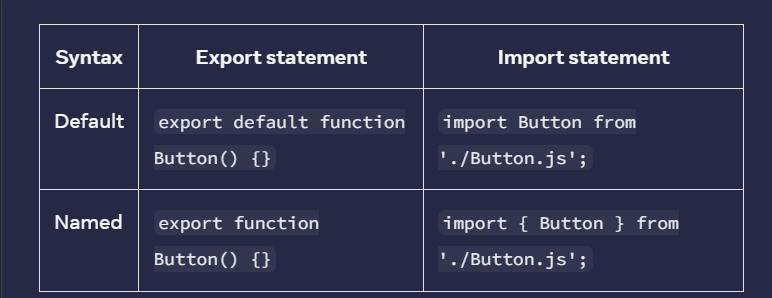 Syntax Export statement Import statement
Default export default function import Button from
Button() {} './Button.js';
Named export function import { Button } from
Button() {} './Button.js';